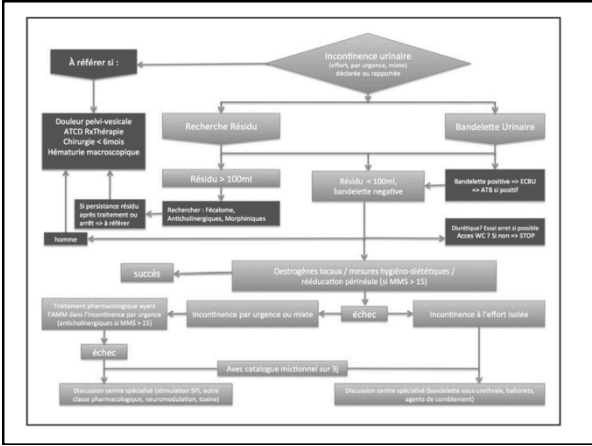 À référer si :
Incontinence urinaire
(effort, par urgence, mixte)
déclarée ou rapportée
Douleur pelvi-vesicale
ATCD RxThérapie
Chirurgie < 6mois
Hématurie macroscopique
Recherche Résidu
Bandelette Urinaire
Résidu > 100ml
Résidu < 100ml,
bandelette negative
Bandelette positive => ECBU
=> ATB si positif
Si persistance résidu
après traitement ou
arrêt => à référer
Rechercher : Fécalome,
Anticholinergiques, Morphiniques
homme
Diurétique? Essai arret si possible
Acces WC ? Si non => STOP
succès
Oestrogènes locaux / mesures hygiéno-diététiques /
rééducation périnéale (si MMS > 15)
Traitement pharmacologique ayant
l'AMM dans l'incontinence par urgence
(anticholinergiques si MMS > 15)
Incontinence par urgence ou mixte
échec
Incontinence à l'effort isolée
échec
Avec catalogue mictionnel sur 3j
Discussion centre spécialisé (stimulation SPI, autre
classe pharmacologique, neuromodulation, toxine)
Discussion centre spécialisé (bandelette sous urethrale, ballonets,
agents de comblement)